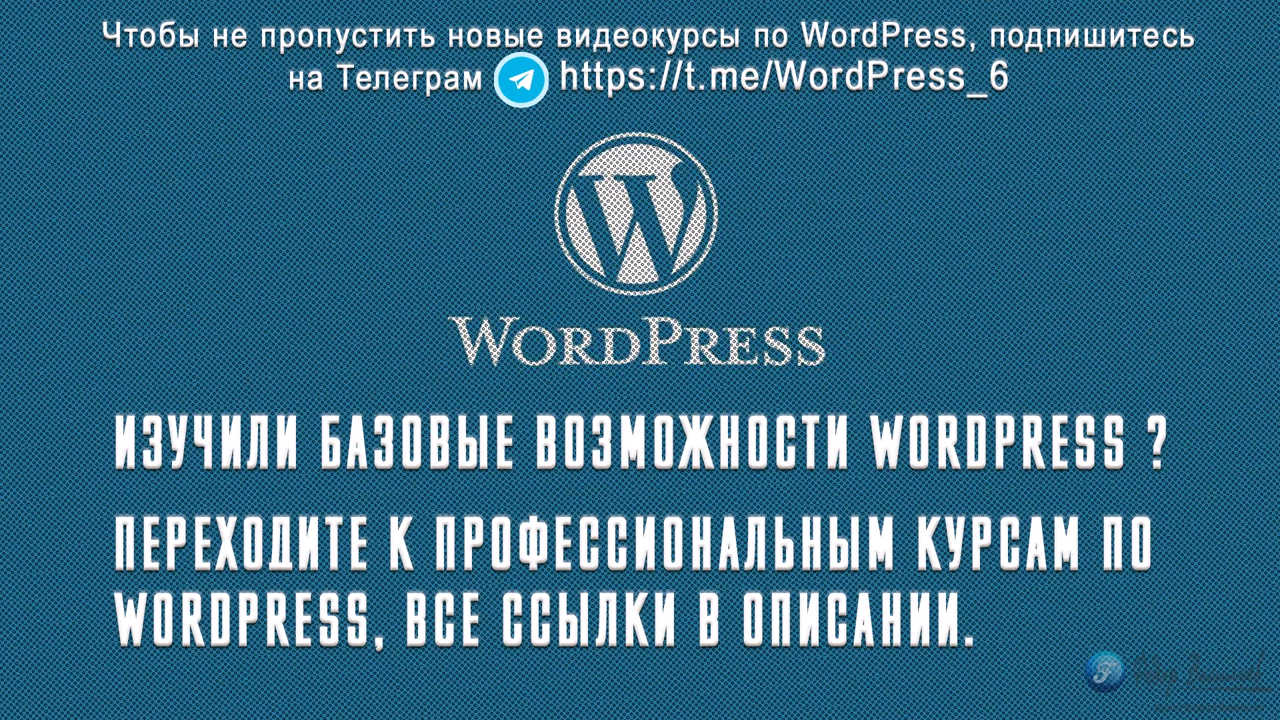 Чтобы не пропустить новые видеокурсы по WordPress, подпишитесь
на Телеграм https://t.me/WordPress_6
WORDPRESS
ИЗУЧИЛИ БАЗОВЫЕ ВОЗМОЖНОСТИ WORDPRESS ?
ПЕРЕХОДИТЕ К ПРОФЕССИОНАЛЬНЫМ КУРСАМ ПО
WORDPRESS, ВСЕ ССЫЛКИ В ОПИСАНИИ.